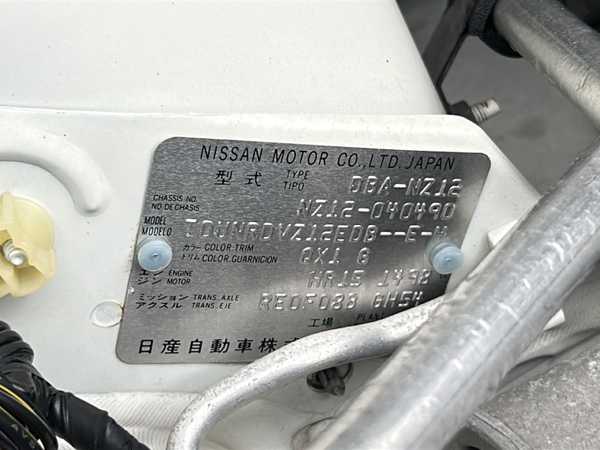 NISSAN MOTOR CO.,LTD.JAPAN
型式 TYPE TIPO DBA-NZ12
CHASSIS NO. NO DE CHASIS NZ12-040490
MODEL MODELO
カラー COLOR.TRIM トリム COLOR.GUARNICION QX1 G
エンジン ENGINE MOTOR HR15 1498
ミッション TRANS. AXLE アクスル TRANS. EJE RE0F08B GH54
工場 PLANT
日産自動車株